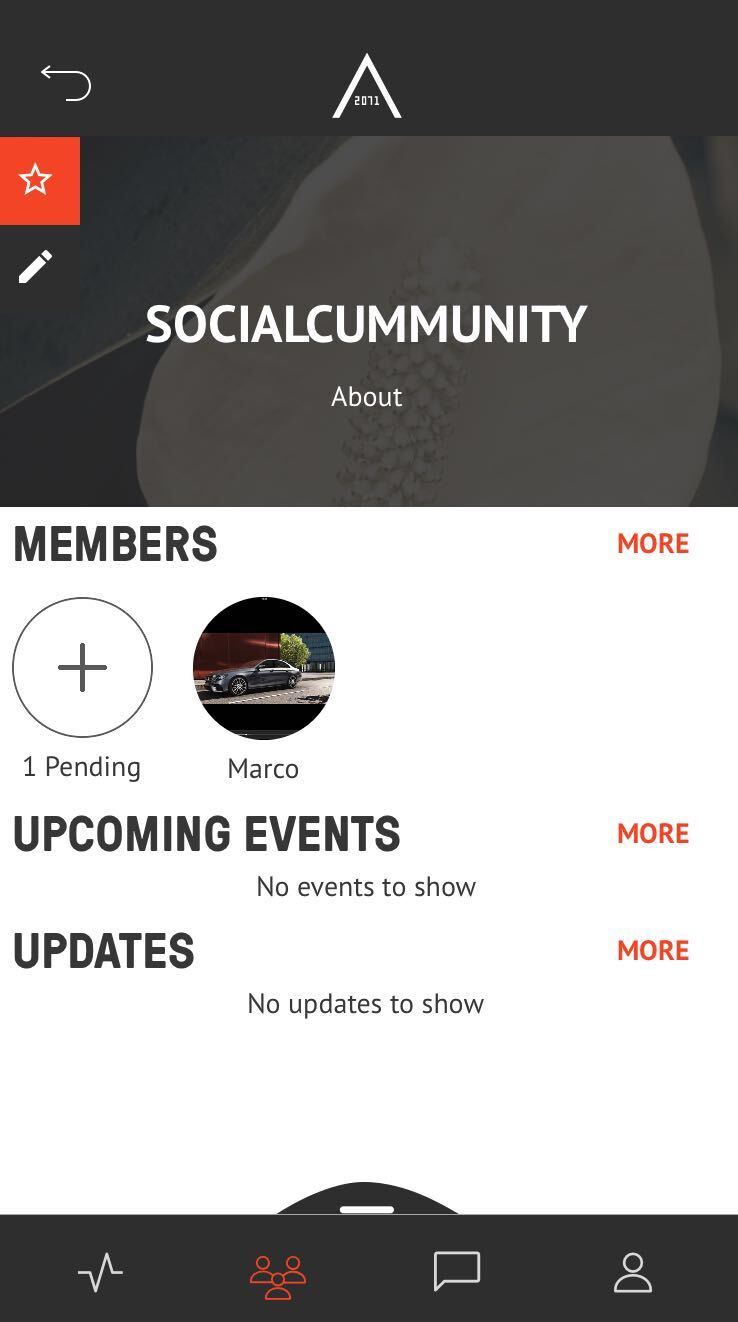 2071
SOCIALCUMMUNITY
About
MEMBERS
MORE
1 Pending
Marco
UPCOMING EVENTS
MORE
No events to show
UPDATES
MORE
No updates to show